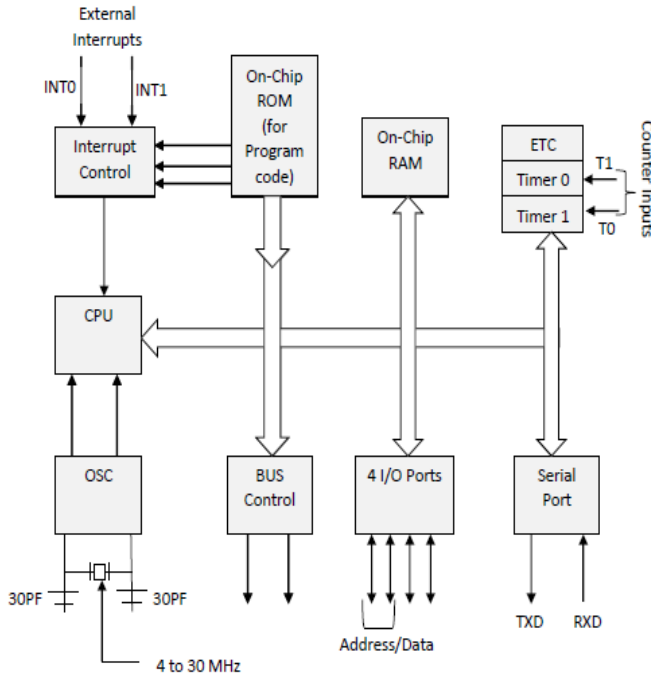 External
Interrupts
INT0
INT1
Interrupt
Control
On-Chip
ROM
(for
Program
code)
On-Chip
RAM
ETC
Timer 0
Timer 1
T1
T0
Counter Inputs
CPU
OSC
BUS
Control
4 I/O Ports
Serial
Port
30PF
30PF
Address/Data
TXD
RXD
4 to 30 MHz